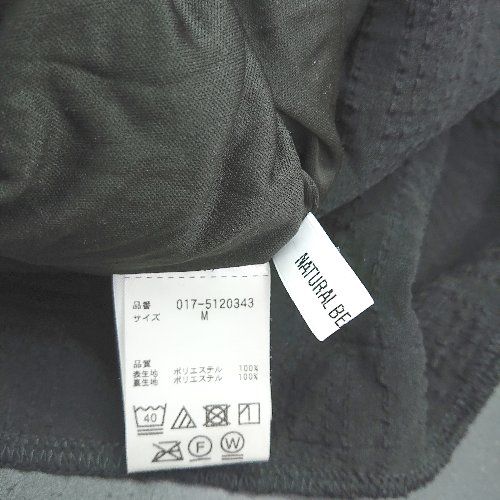 品番 017-5120343
サイズ M
品質
表生地 ポリエステル 100%
裏生地 ポリエステル 100%
40
F W
NATURAL BE